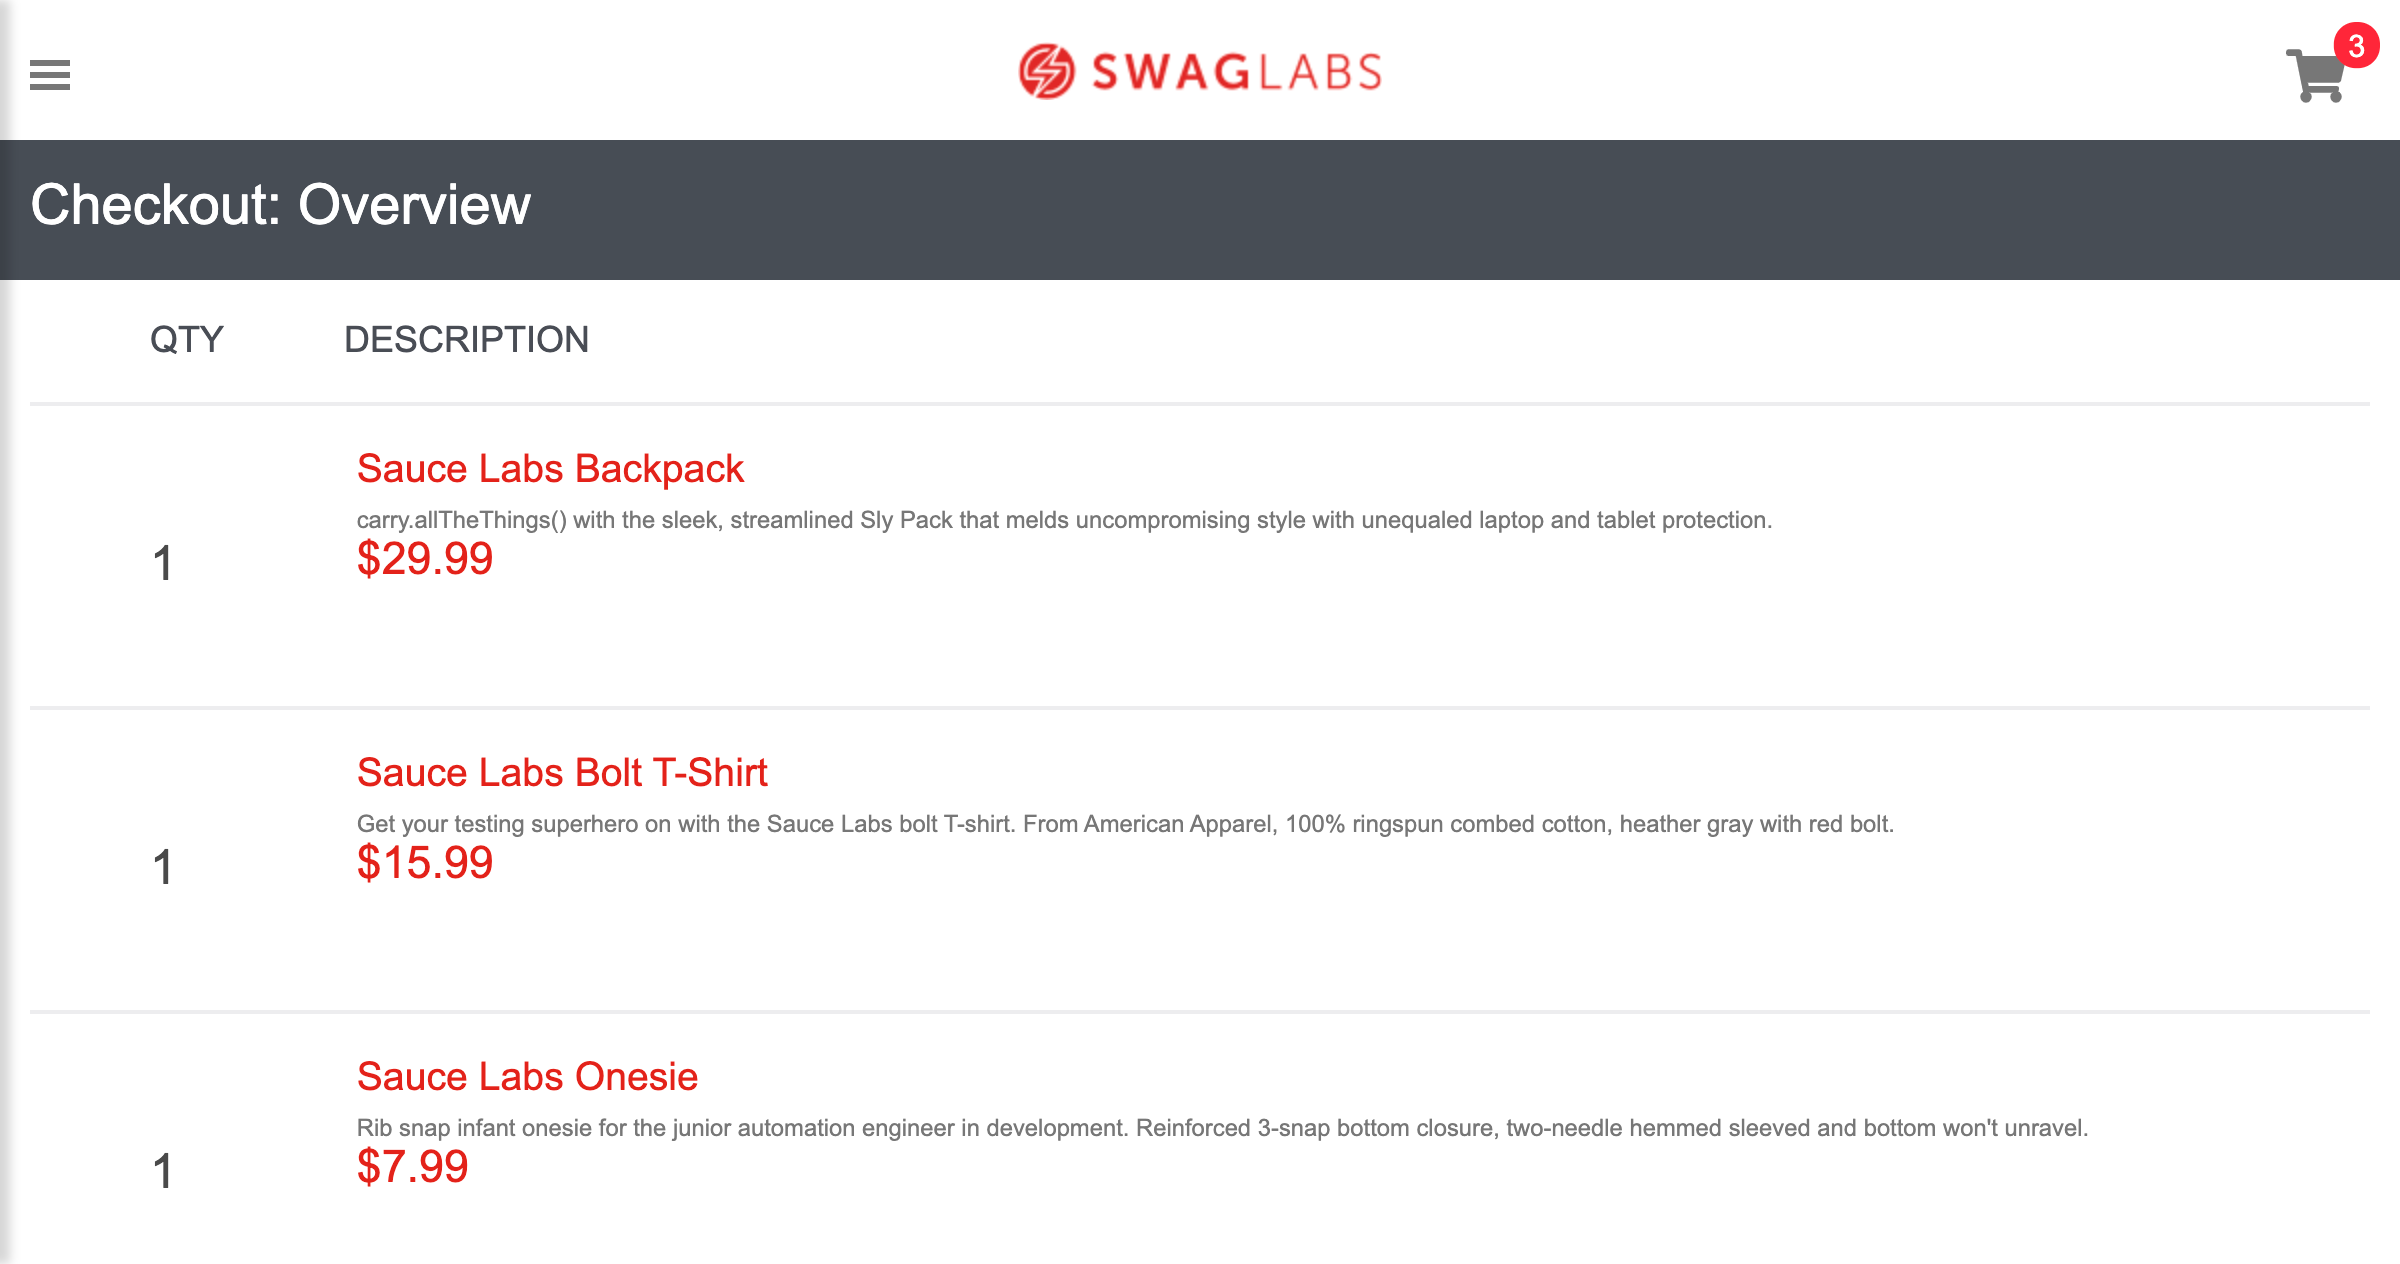 SWAGLABS
3
Checkout: Overview
QTY DESCRIPTION
Sauce Labs Backpack
carry.allTheThings() with the sleek, streamlined Sly Pack that melds uncompromising style with unequaled laptop and tablet protection.
1 $29.99
Sauce Labs Bolt T-Shirt
Get your testing superhero on with the Sauce Labs bolt T-shirt. From American Apparel, 100% ringspun combed cotton, heather gray with red bolt.
1 $15.99
Sauce Labs Onesie
Rib snap infant onesie for the junior automation engineer in development. Reinforced 3-snap bottom closure, two-needle hemmed sleeved and bottom won't unravel.
1 $7.99